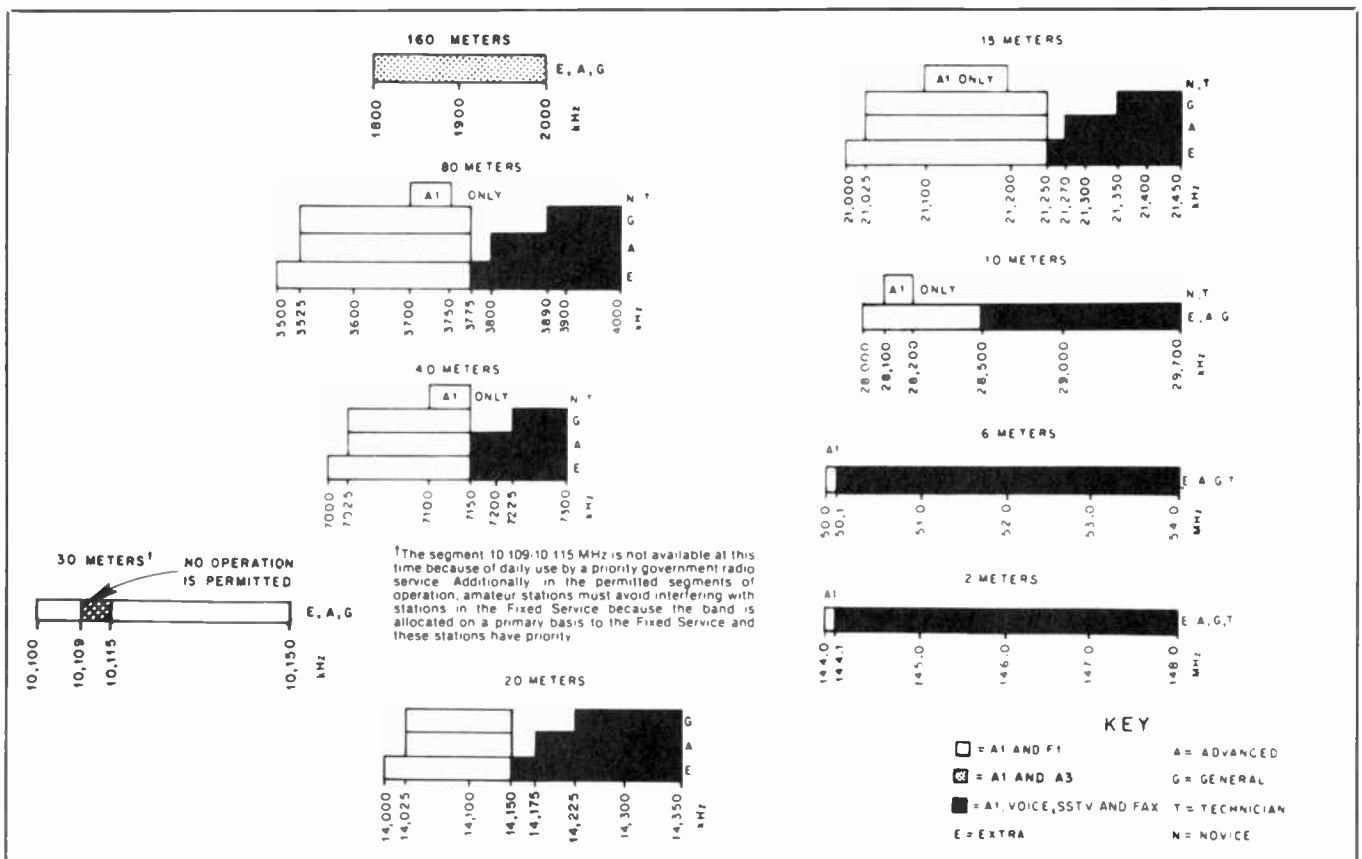 160 METERS
E, A, G
1800
1900
2000
kHz
80 METERS
A1 ONLY
N T
G
A
E
3500
3525
3600
3700
3750
3775
3800
3890
3900
4000
kHz
40 METERS
A1 ONLY
N T
G
A
E
7000
7025
7100
7150
7200
7225
7300
kHz
30 METERS†
NO OPERATION
IS PERMITTED
E, A, G
10,100
10,109
10,115
10,150
kHz
†The segment 10 109-10 115 MHz is not available at this
time because of daily use by a priority government radio
service Additionally in the permitted segments of
operation, amateur stations must avoid interfering with
stations in the Fixed Service because the band is
allocated on a primary basis to the Fixed Service and
these stations have priority
20 METERS
G
A
E
14,000
14,025
14,100
14,150
14,175
14,225
14,300
14,350
kHz
15 METERS
A1 ONLY
N,T
G
A
E
21,000
21,025
21,100
21,200
21,250
21,270
21,300
21,350
21,400
21,450
kHz
10 METERS
A1 ONLY
N,T
E, A G
28,000
28,100
28,200
28,500
29,000
29,700
kHz
6 METERS
A1
E A,G,T
50.0
50.1
51.0
52.0
53.0
54.0
MHz
2 METERS
A1
E A,G,T
144.0
144.1
145.0
146.0
147.0
148.0
MHz
KEY
= A1 AND F1
= A1 AND A3
= A1, VOICE, SSTV AND FAX
E = EXTRA
A = ADVANCED
G = GENERAL
T = TECHNICIAN
N = NOVICE